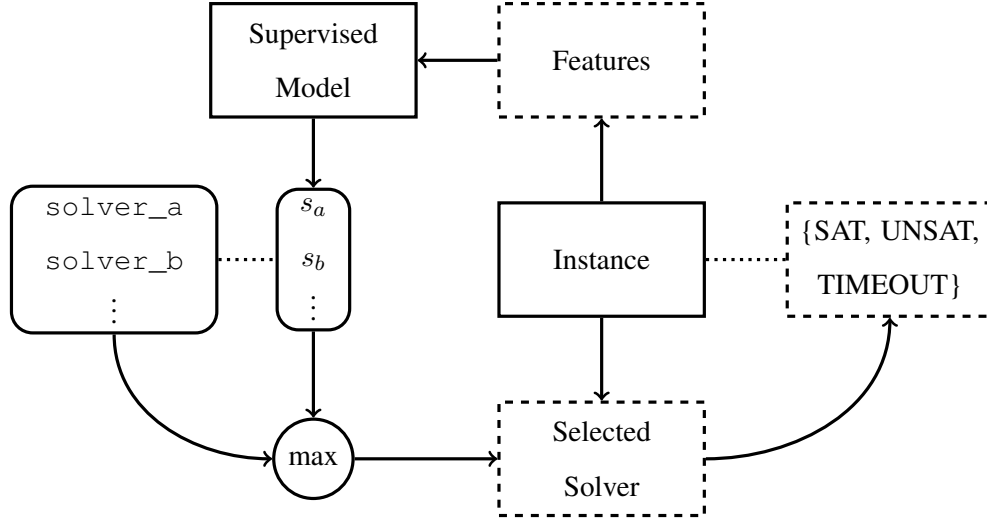 Supervised
Model
Features
solver_a
solver_b
⋮
s_a
s_b
⋮
Instance
{SAT, UNSAT,
TIMEOUT}
max
Selected
Solver